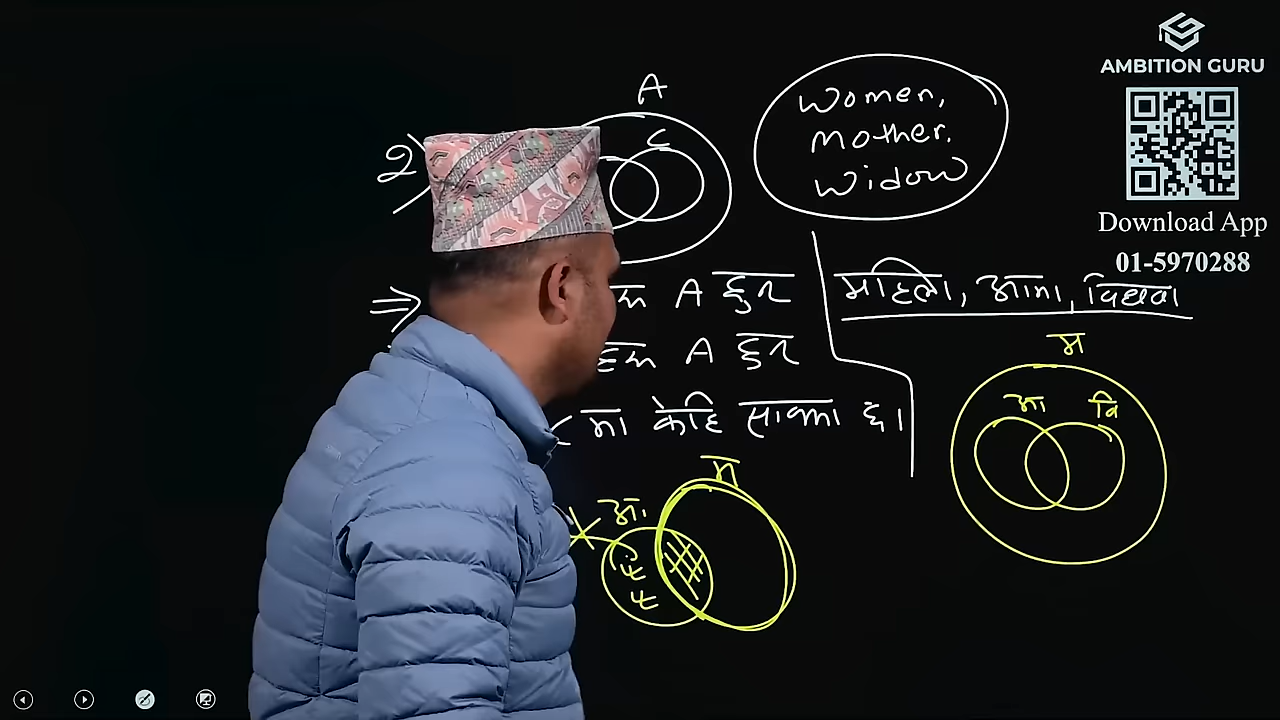 AMBITION GURU
Download App
01-5970288
2)
A
C
Women,
Mother,
Widow
A हुन्
A हुन्
मा केहि साझा छ।
महिला, आमा, विधवा
म
आ
वि
म
आ